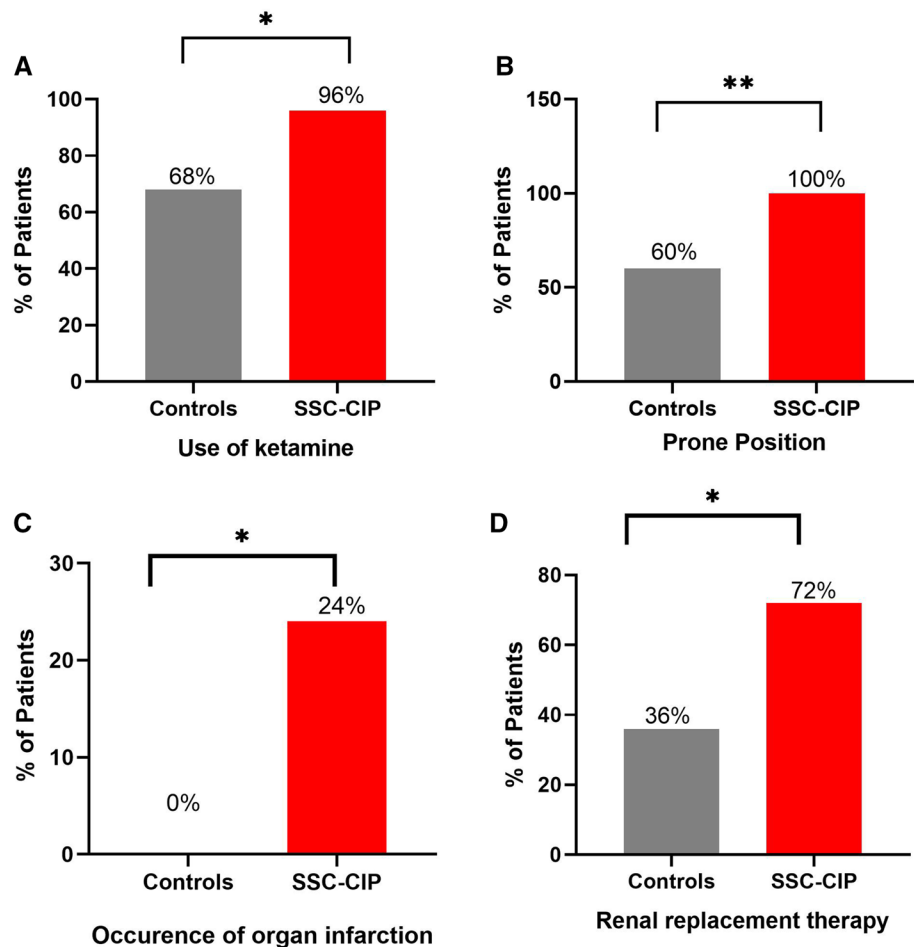 A
*
% of Patients
100
80
60
40
20
0
68%
96%
Controls
SSC-CIP
Use of ketamine
B
**
% of Patients
150
100
50
0
60%
100%
Controls
SSC-CIP
Prone Position
C
*
% of Patients
30
20
10
0
0%
24%
Controls
SSC-CIP
Occurence of organ infarction
D
*
% of Patients
80
60
40
20
0
36%
72%
Controls
SSC-CIP
Renal replacement therapy